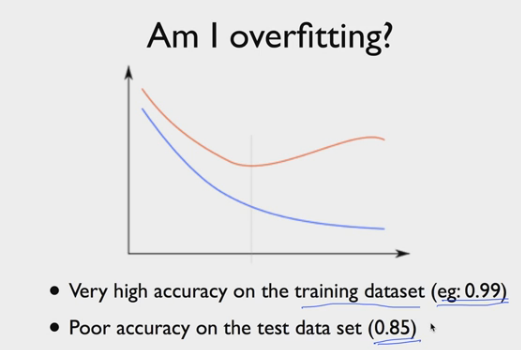 Am I overfitting?
• Very high accuracy on the training dataset (eg: 0.99)
• Poor accuracy on the test data set (0.85)